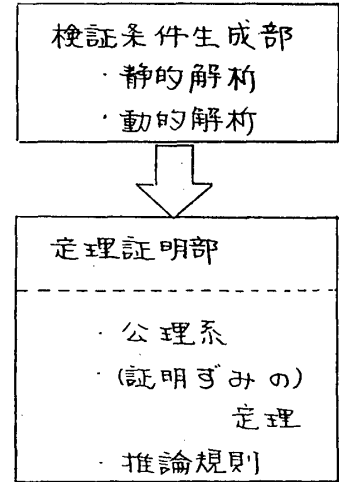 検証条件生成部
・静的解析
・動的解析
定理証明部
・公理系
・(証明ずみの)
定理
・推論規則